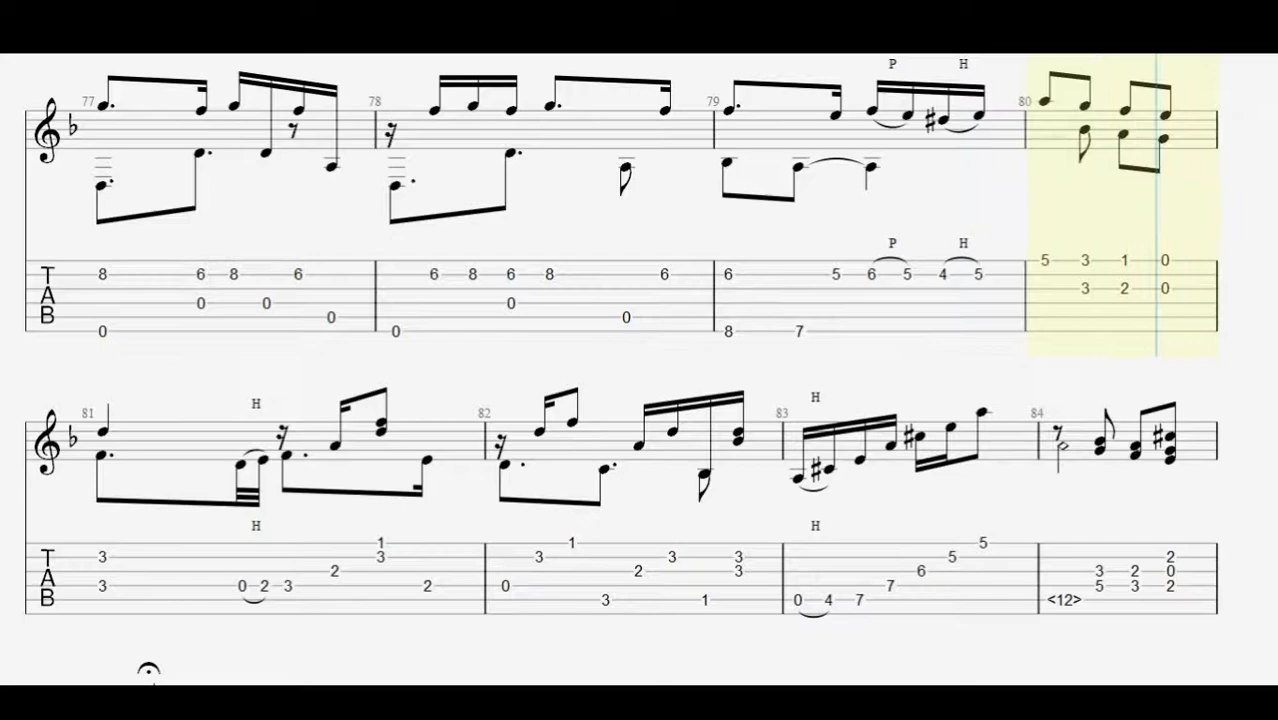 P H
77 78 79 80
P H
5 3 1 0
T 8 6 8 6 6 8 6 8 6 6 5 6 5 4 5
3 2 0
A 0 0 0
B 0 0
0 0 8 7
H
81 82 83 84
H H
1 1 5
T 3 3 3 3 3 5 2
2 2 3 6 3 2 0
A 3 0 2 3 2 0 7 5 3 2
B 3 1 0 4 7 <12>